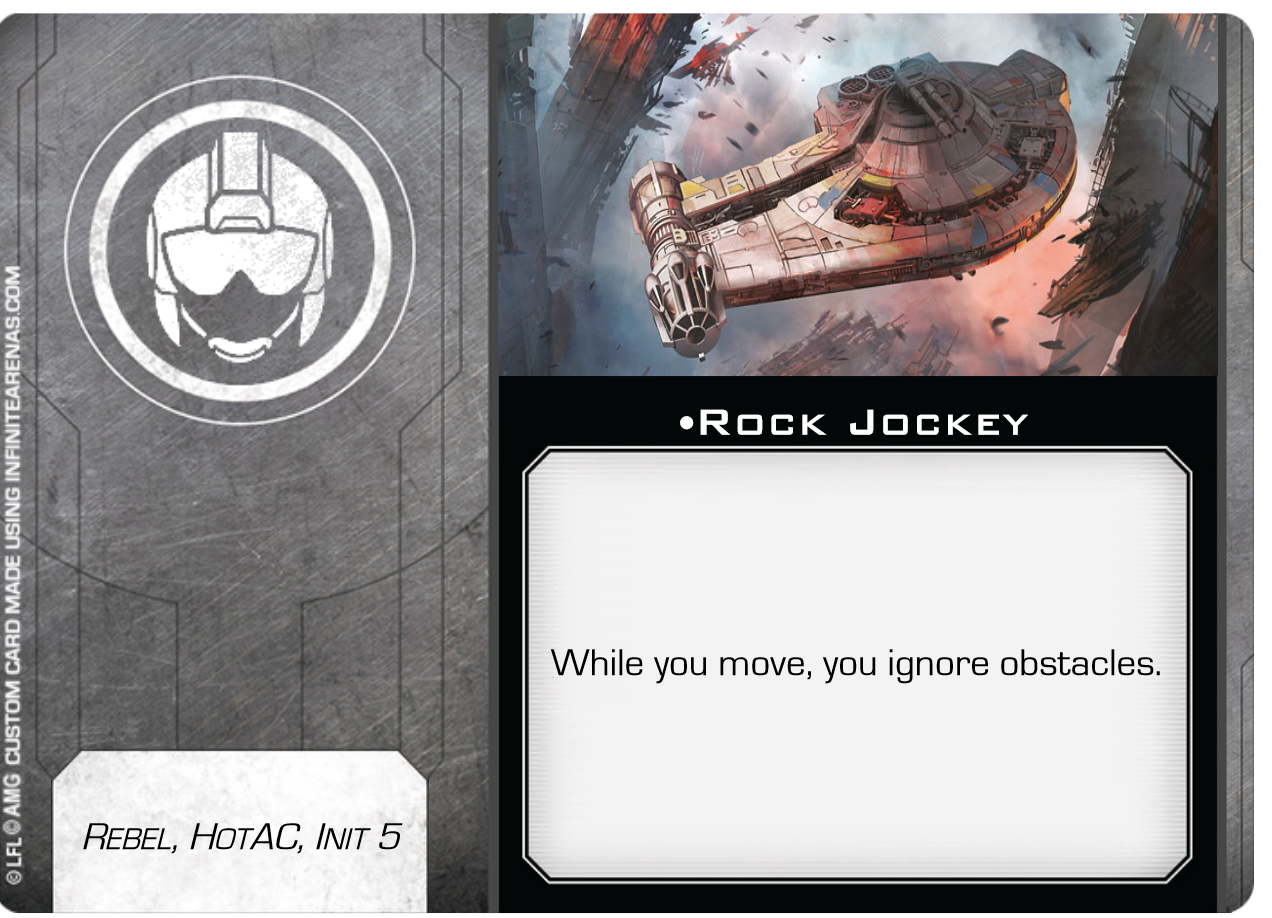 •Rock Jockey
While you move, you ignore obstacles.
Rebel, HotAC, Init 5
©LFL ©AMG CUSTOM CARD MADE USING INFINITEARENAS.COM